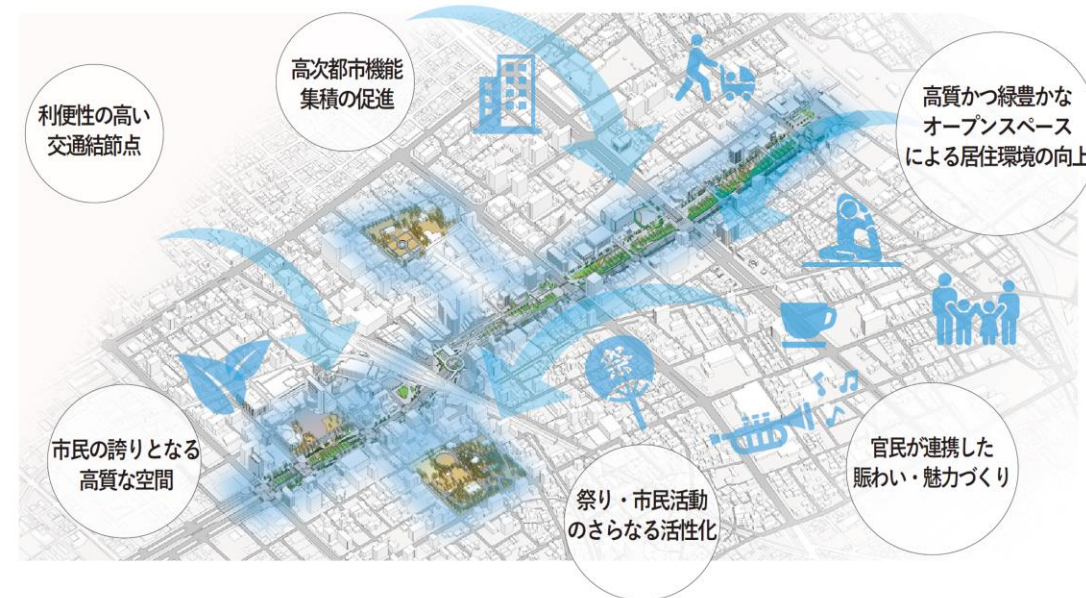 利便性の高い
交通結節点
高次都市機能
集積の促進
高質かつ緑豊かな
オープンスペース
による居住環境の向上
市民の誇りとなる
高質な空間
祭
祭り・市民活動
のさらなる活性化
官民が連携した
賑わい・魅力づくり